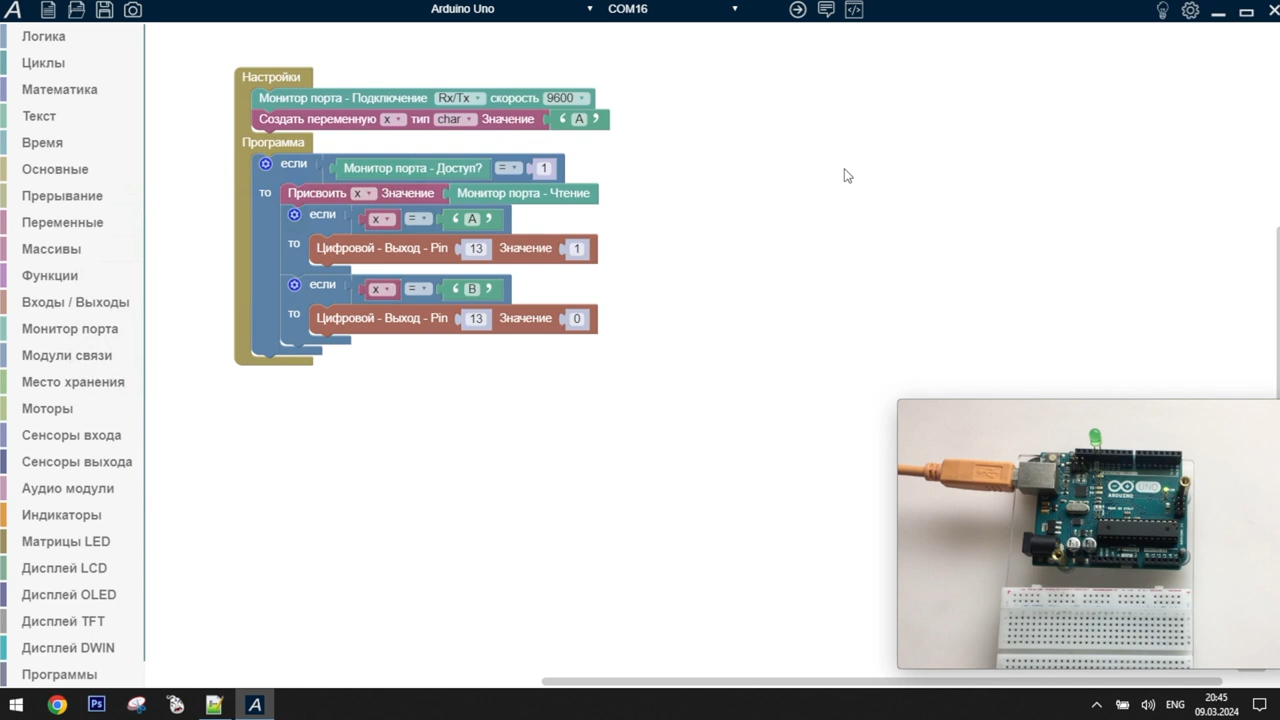 Arduino Uno
COM16
Логика
Циклы
Математика
Текст
Время
Основные
Прерывание
Переменные
Массивы
Функции
Входы / Выходы
Монитор порта
Модули связи
Место хранения
Моторы
Сенсоры входа
Сенсоры выхода
Аудио модули
Индикаторы
Матрицы LED
Дисплей LCD
Дисплей OLED
Дисплей TFT
Дисплей DWIN
Программы
Настройки
Монитор порта - Подключение Rx/Tx скорость 9600
Создать переменную x тип char Значение ‘ A ’
Программа
если Монитор порта - Доступ? = 1
то Присвоить x Значение Монитор порта - Чтение
если x = ‘ A ’
то Цифровой - Выход - Pin 13 Значение 1
если x = ‘ B ’
то Цифровой - Выход - Pin 13 Значение 0
UNO
ARDUINO
ENG
20:45
09.03.2024